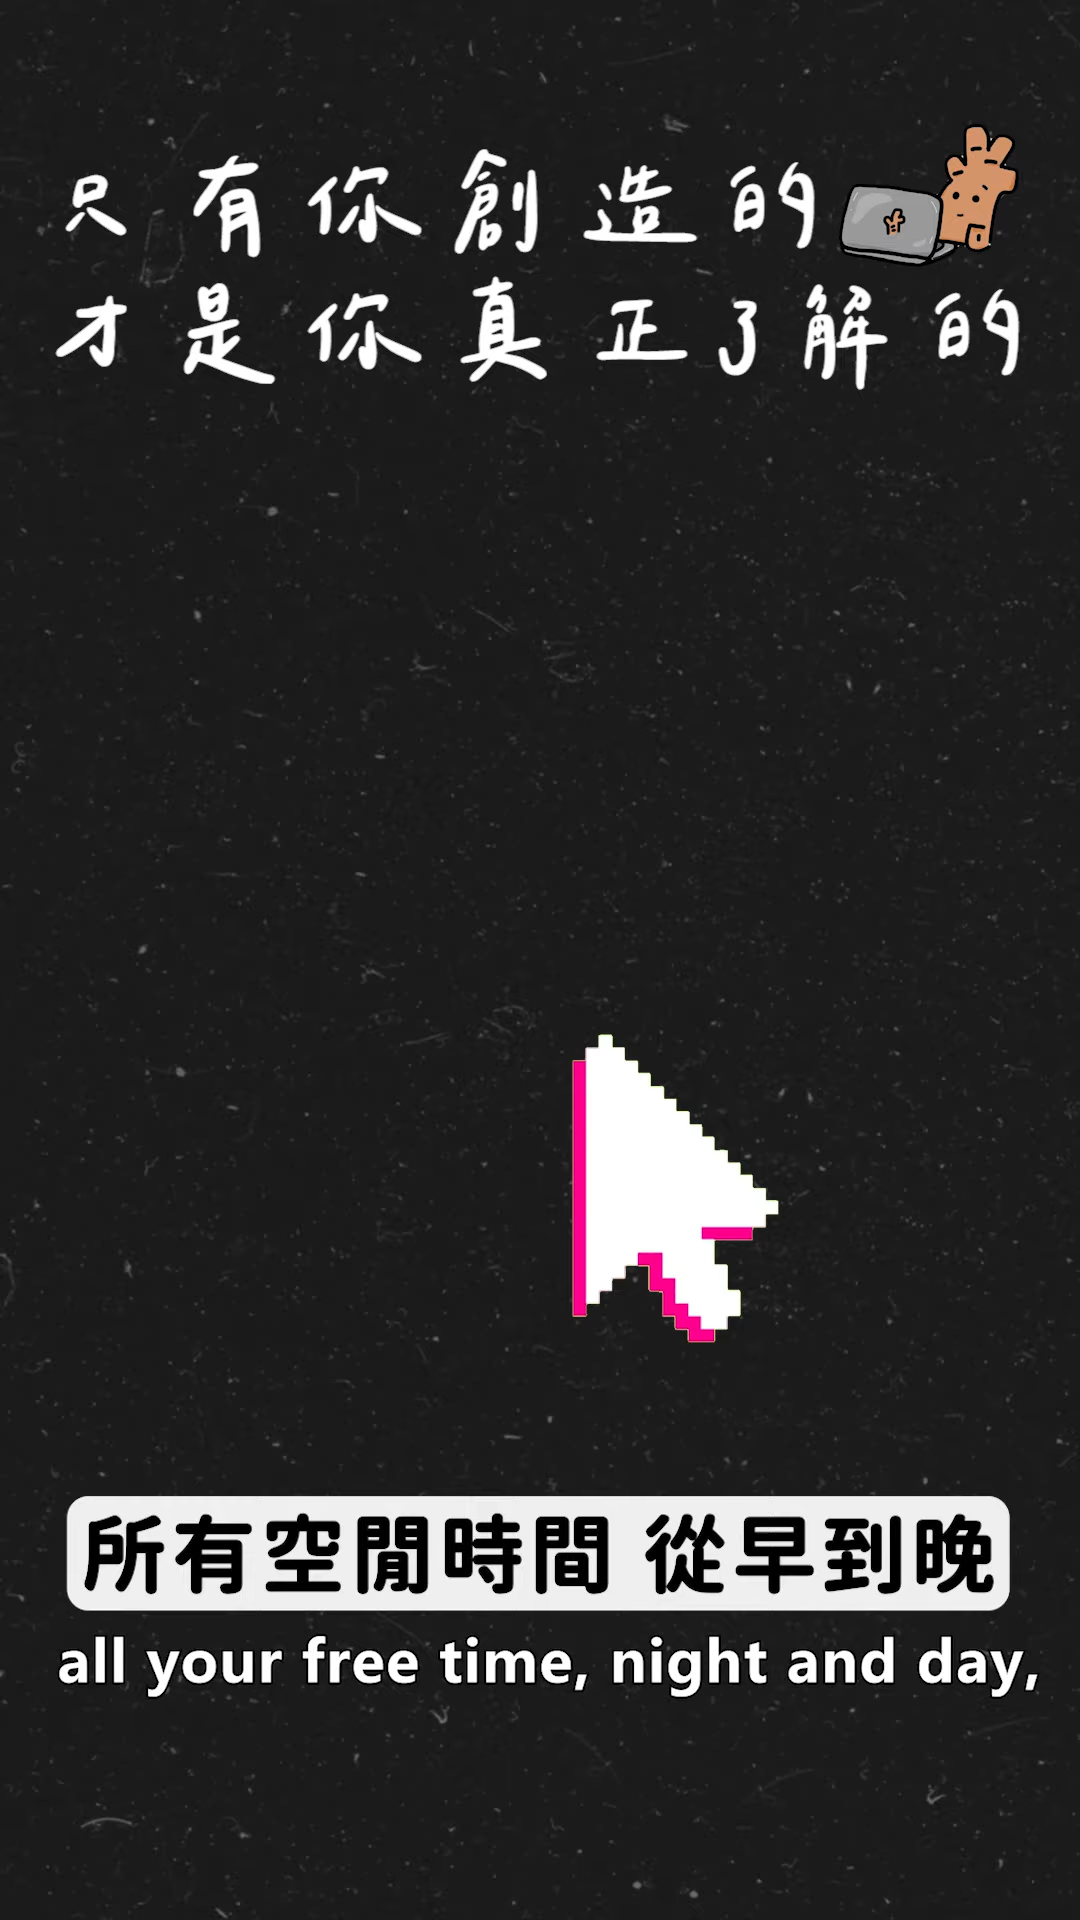 只有你創造的
才是你真正了解的
所有空閒時間 從早到晚
all your free time, night and day,